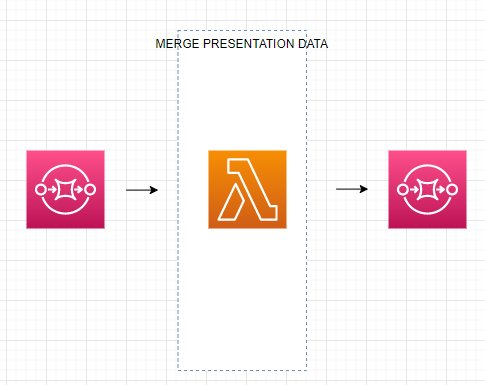 MERGE PRESENTATION DATA